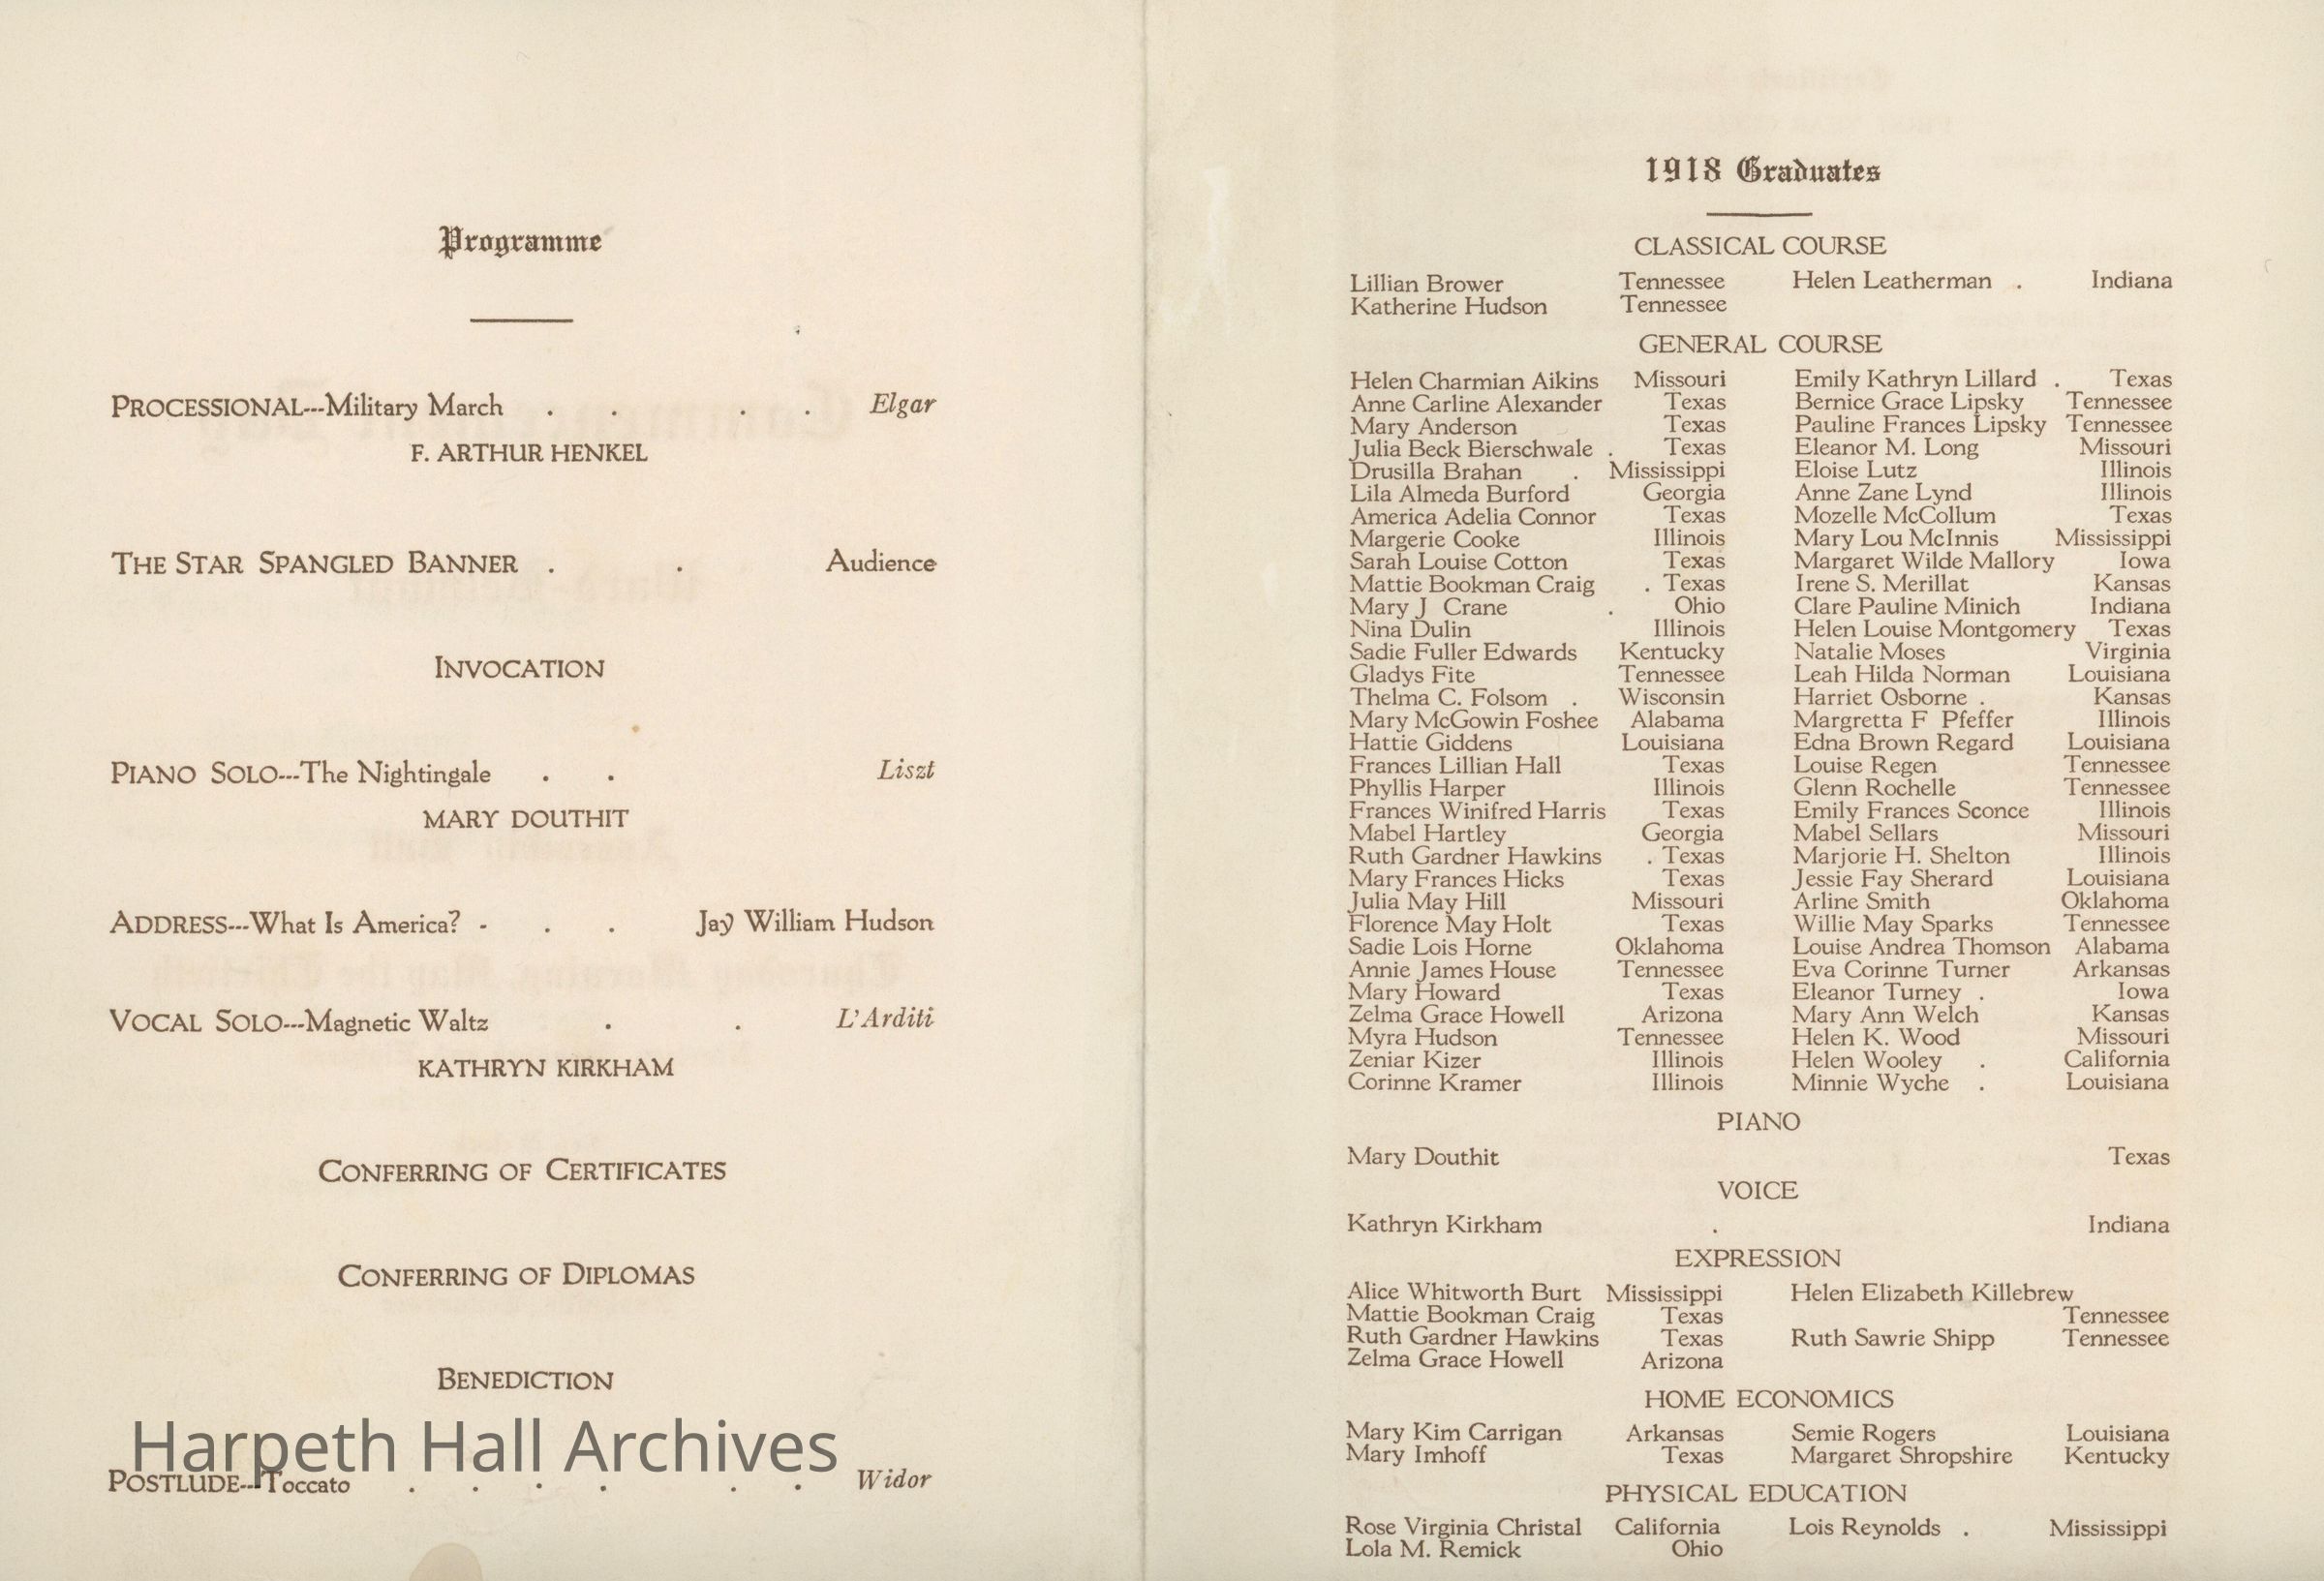 Programme
PROCESSIONAL---Military March . . . . Elgar
F. ARTHUR HENKEL
THE STAR SPANGLED BANNER . . Audience
INVOCATION
PIANO SOLO---The Nightingale . . Liszt
MARY DOUTHIT
ADDRESS---What Is America? - . . Jay William Hudson
VOCAL SOLO---Magnetic Waltz . . L'Arditi
KATHRYN KIRKHAM
CONFERRING OF CERTIFICATES
CONFERRING OF DIPLOMAS
BENEDICTION
Harpeth Hall Archives
POSTLUDE---Toccato . . . . . . Widor
1918 Graduates
CLASSICAL COURSE
Lillian Brower Tennessee Helen Leatherman . Indiana
Katherine Hudson Tennessee
GENERAL COURSE
Helen Charmian Aikins Missouri Emily Kathryn Lillard . Texas
Anne Carline Alexander Texas Bernice Grace Lipsky Tennessee
Mary Anderson Texas Pauline Frances Lipsky Tennessee
Julia Beck Bierschwale . Texas Eleanor M. Long Missouri
Drusilla Brahan . Mississippi Eloise Lutz Illinois
Lila Almeda Burford Georgia Anne Zane Lynd Illinois
America Adelia Connor Texas Mozelle McCollum Texas
Margerie Cooke Illinois Mary Lou McInnis Mississippi
Sarah Louise Cotton Texas Margaret Wilde Mallory Iowa
Mattie Bookman Craig . Texas Irene S. Merillat Kansas
Mary J Crane . Ohio Clare Pauline Minich Indiana
Nina Dulin Illinois Helen Louise Montgomery Texas
Sadie Fuller Edwards Kentucky Natalie Moses Virginia
Gladys Fite Tennessee Leah Hilda Norman Louisiana
Thelma C. Folsom . Wisconsin Harriet Osborne . Kansas
Mary McGowin Foshee Alabama Margretta F Pfeffer Illinois
Hattie Giddens Louisiana Edna Brown Regard Louisiana
Frances Lillian Hall Texas Louise Regen Tennessee
Phyllis Harper Illinois Glenn Rochelle Tennessee
Frances Winifred Harris Texas Emily Frances Sconce Illinois
Mabel Hartley Georgia Mabel Sellars Missouri
Ruth Gardner Hawkins . Texas Marjorie H. Shelton Illinois
Mary Frances Hicks Texas Jessie Fay Sherard Louisiana
Julia May Hill Missouri Arline Smith Oklahoma
Florence May Holt Texas Willie May Sparks Tennessee
Sadie Lois Horne Oklahoma Louise Andrea Thomson Alabama
Annie James House Tennessee Eva Corinne Turner Arkansas
Mary Howard Texas Eleanor Turney . Iowa
Zelma Grace Howell Arizona Mary Ann Welch Kansas
Myra Hudson Tennessee Helen K. Wood Missouri
Zeniar Kizer Illinois Helen Wooley . California
Corinne Kramer Illinois Minnie Wyche . Louisiana
PIANO
Mary Douthit Texas
VOICE
Kathryn Kirkham . Indiana
EXPRESSION
Alice Whitworth Burt Mississippi Helen Elizabeth Killebrew
Mattie Bookman Craig Texas Tennessee
Ruth Gardner Hawkins Texas Ruth Sawrie Shipp Tennessee
Zelma Grace Howell Arizona
HOME ECONOMICS
Mary Kim Carrigan Arkansas Semie Rogers Louisiana
Mary Imhoff Texas Margaret Shropshire Kentucky
PHYSICAL EDUCATION
Rose Virginia Christal California Lois Reynolds . Mississippi
Lola M. Remick Ohio